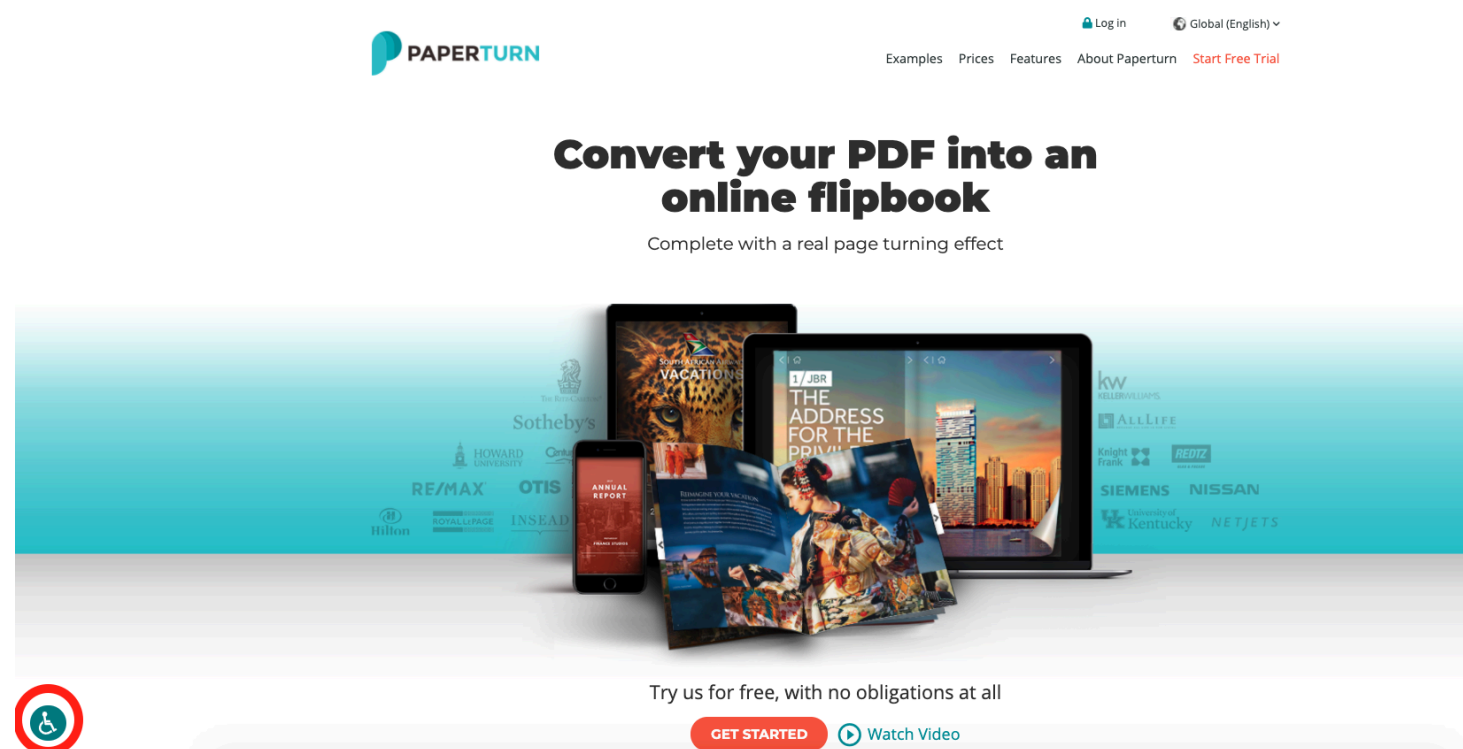 Log in
Global (English)
PAPERTURN
Examples Prices Features About Paperturn Start Free Trial
Convert your PDF into an
online flipbook
Complete with a real page turning effect
SOUTH AFRICAN
VACATIONS
1/JBR
THE
ADDRESS
FOR THE
ANNUAL
REPORT
REIMAGINE YOUR VACATION
Sotheby's
HOWARD
UNIVERSITY
RE/MAX
OTIS
Hilton
ROYAL LEPAGE
INSEAD
kw
KELLERWILLIAMS.
ALLLIFE
Knight
Frank
REDTZ
SIEMENS
NISSAN
University of
Kentucky
NETJETS
Try us for free, with no obligations at all
GET STARTED
Watch Video